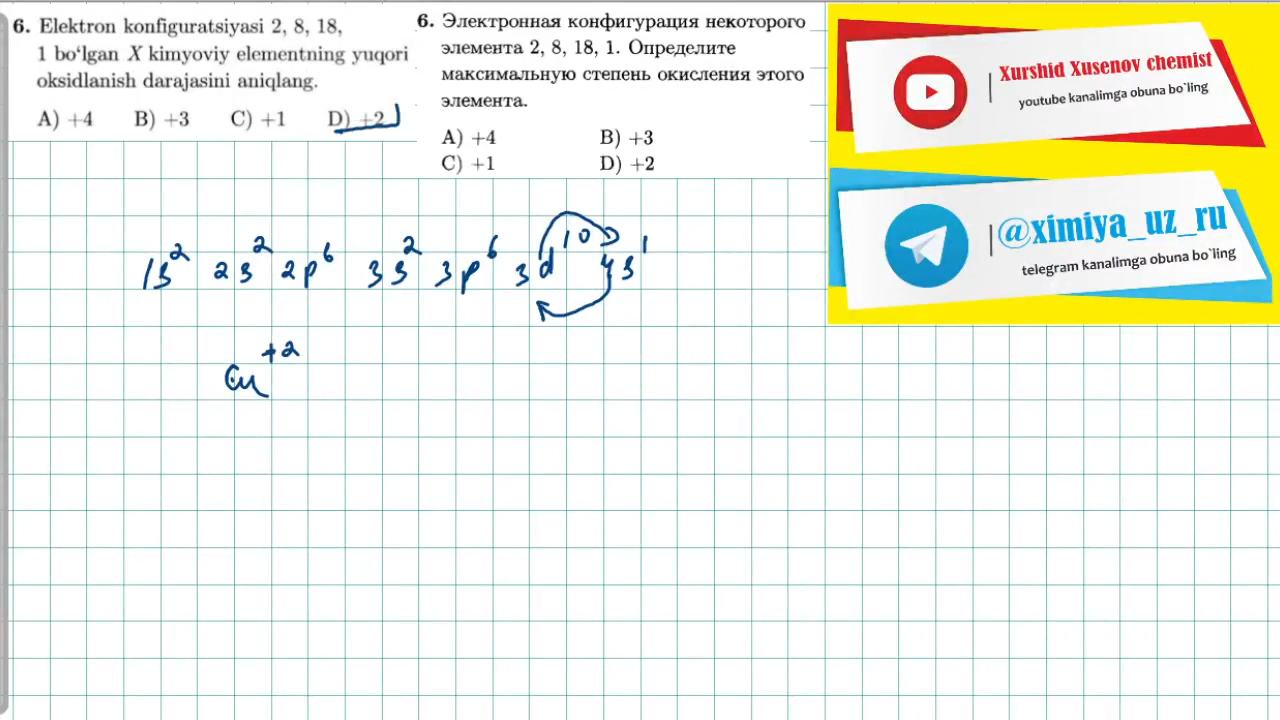 6. Elektron konfiguratsiyasi 2, 8, 18,
1 bo‘lgan X kimyoviy elementning yuqori
oksidlanish darajasini aniqlang.
A) +4 B) +3 C) +1 D) +2
6. Электронная конфигурация некоторого
элемента 2, 8, 18, 1. Определите
максимальную степень окисления этого
элемента.
A) +4 B) +3
C) +1 D) +2
Xurshid Xusenov chemist
youtube kanalimga obuna bo`ling
@ximiya_uz_ru
telegram kanalimga obuna bo`ling
1s² 2s² 2p⁶ 3s² 3p⁶ 3d¹⁰ 4s¹
Cu⁺²